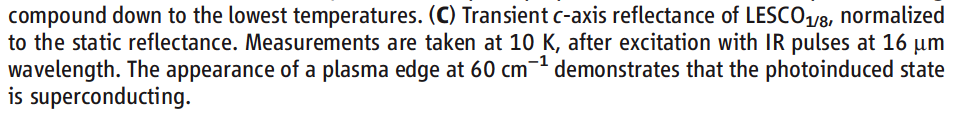 compound down to the lowest temperatures. (C) Transient c-axis reflectance of LESCO1/8, normalized
to the static reflectance. Measurements are taken at 10 K, after excitation with IR pulses at 16 μm
wavelength. The appearance of a plasma edge at 60 cm−1 demonstrates that the photoinduced state
is superconducting.